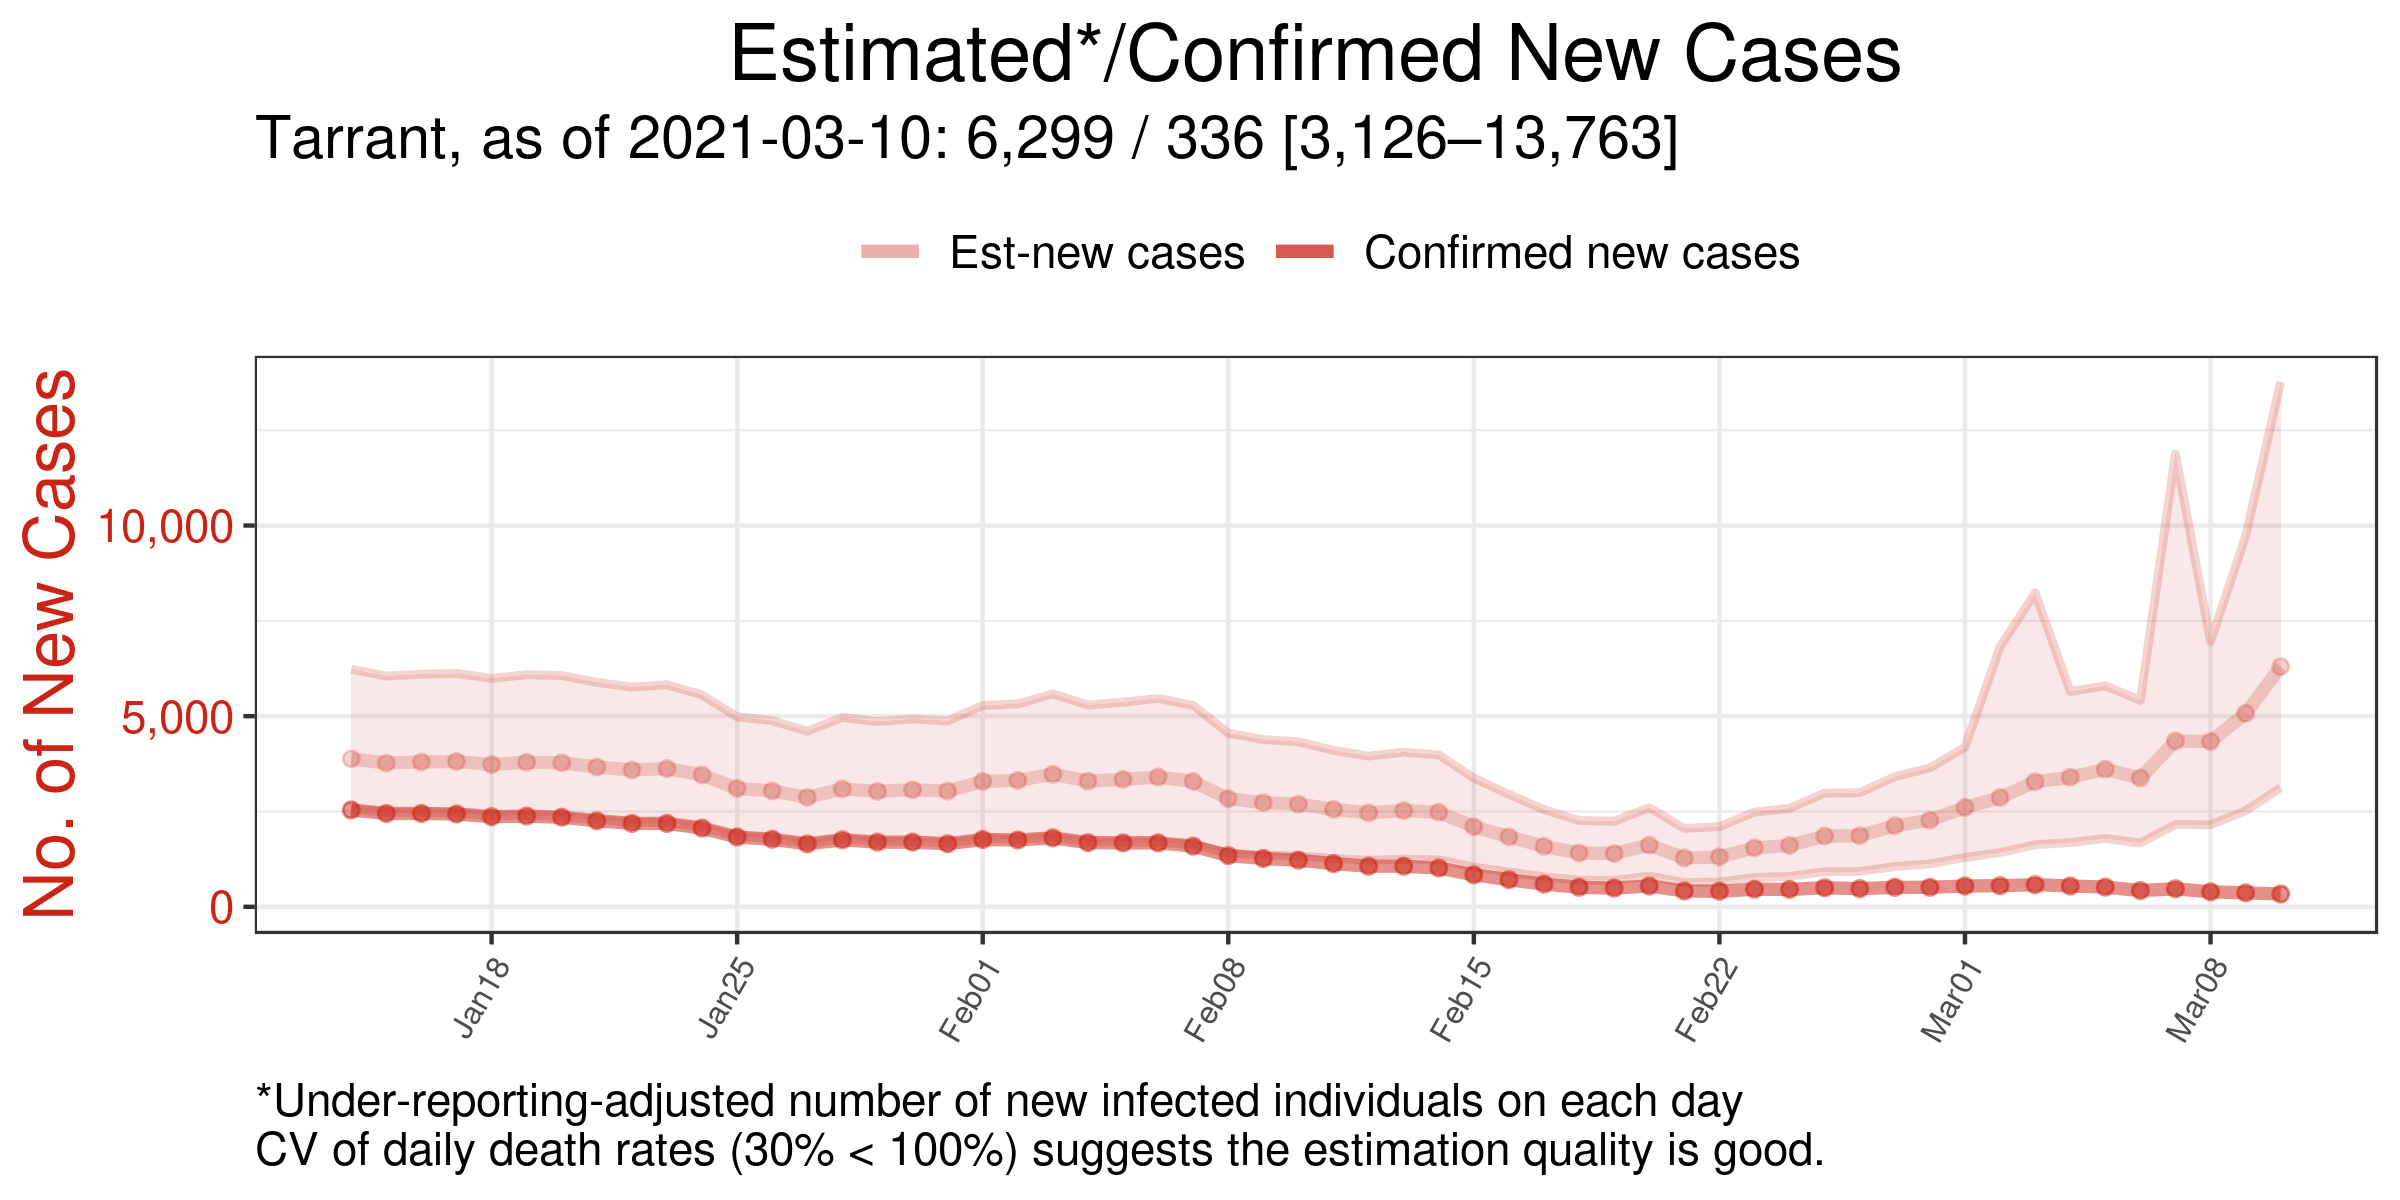 Estimated*/Confirmed New Cases
Tarrant, as of 2021-03-10: 6,299 / 336 [3,126–13,763]
Est-new cases
Confirmed new cases
No. of New Cases
10,000
5,000
0
Jan18
Jan25
Feb01
Feb08
Feb15
Feb22
Mar01
Mar08
*Under-reporting-adjusted number of new infected individuals on each day
CV of daily death rates (30% < 100%) suggests the estimation quality is good.